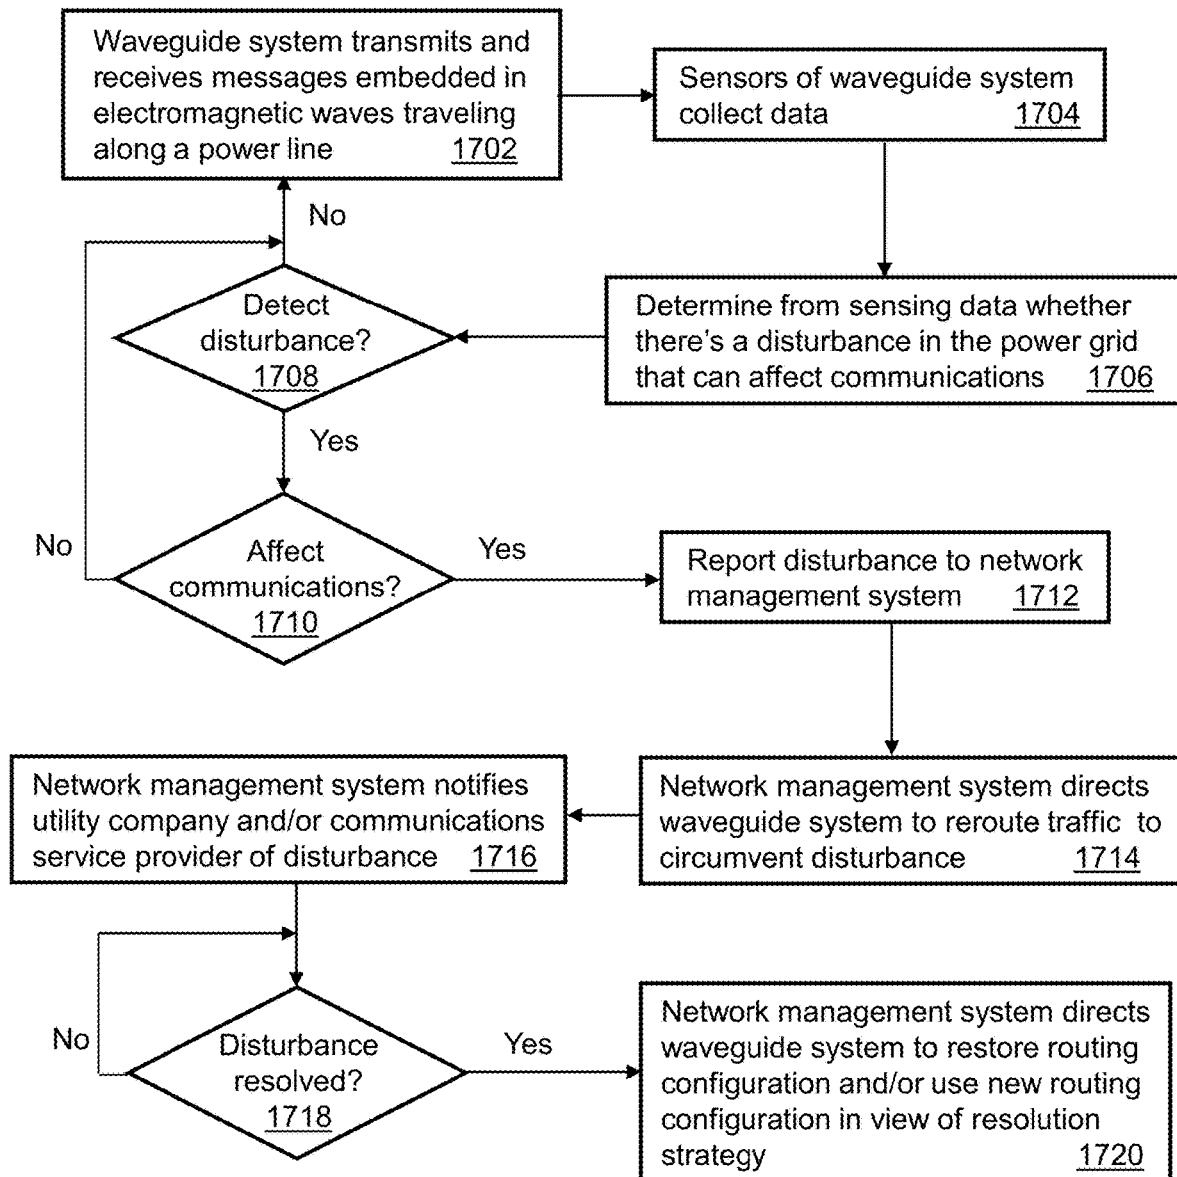 Waveguide system transmits and
receives messages embedded in
electromagnetic waves traveling
along a power line 1702
Sensors of waveguide system
collect data 1704
No
Detect
disturbance?
1708
Determine from sensing data whether
there's a disturbance in the power grid
that can affect communications 1706
Yes
No
Affect
communications?
1710
Yes
Report disturbance to network
management system 1712
Network management system notifies
utility company and/or communications
service provider of disturbance 1716
Network management system directs
waveguide system to reroute traffic to
circumvent disturbance 1714
No
Disturbance
resolved?
1718
Yes
Network management system directs
waveguide system to restore routing
configuration and/or use new routing
configuration in view of resolution
strategy 1720